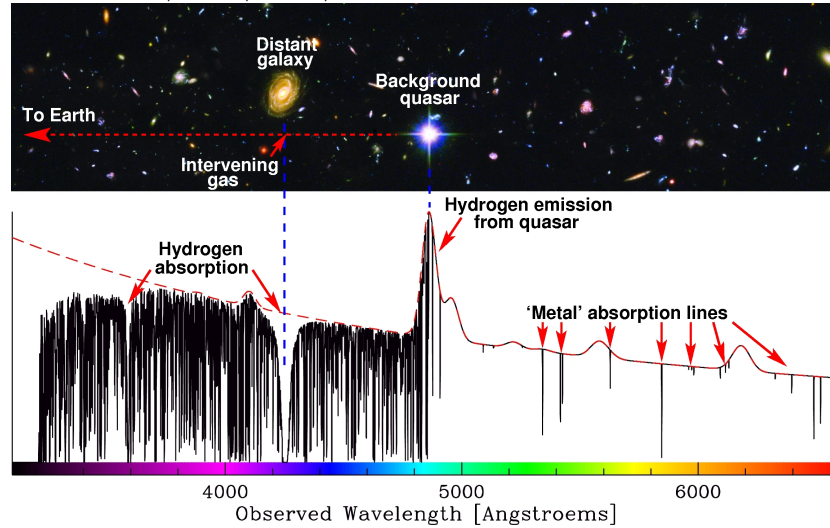 Distant
galaxy
Background
quasar
To Earth
Intervening
gas
Hydrogen emission
from quasar
Hydrogen
absorption
‘Metal’ absorption lines
4000
5000
6000
Observed Wavelength [Angstroems]